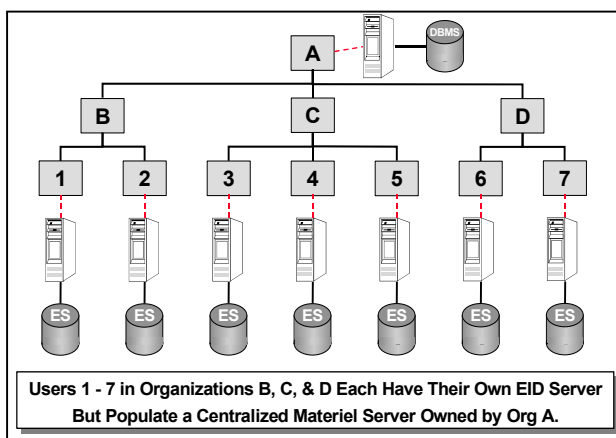 A
DBMS
B
C
D
1
2
3
4
5
6
7
ES
ES
ES
ES
ES
ES
ES
Users 1 - 7 in Organizations B, C, & D Each Have Their Own EID Server
But Populate a Centralized Materiel Server Owned by Org A.